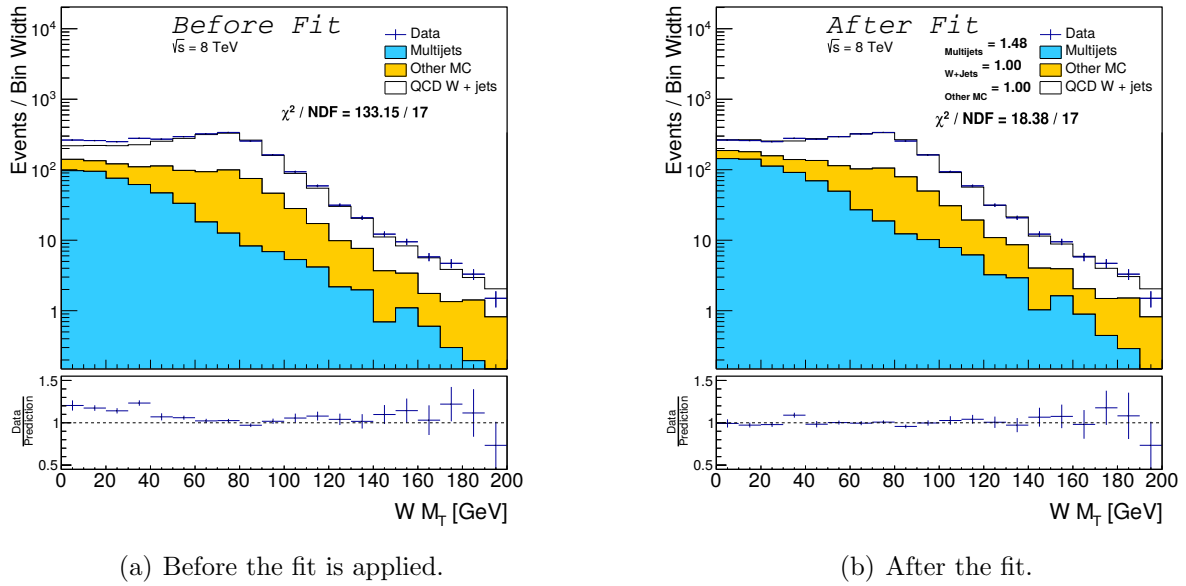 Before Fit
√s = 8 TeV
Data
Multijets
Other MC
QCD W + jets
χ² / NDF = 133.15 / 17
Events / Bin Width
10⁴
10³
10²
10
1
Data
Prediction
1.5
1
0.5
0 20 40 60 80 100 120 140 160 180 200
W M_T [GeV]
(a) Before the fit is applied.
After Fit
√s = 8 TeV
Multijets = 1.48
W+Jets = 1.00
Other MC = 1.00
Data
Multijets
Other MC
QCD W + jets
χ² / NDF = 18.38 / 17
Events / Bin Width
10⁴
10³
10²
10
1
Data
Prediction
1.5
1
0.5
0 20 40 60 80 100 120 140 160 180 200
W M_T [GeV]
(b) After the fit.